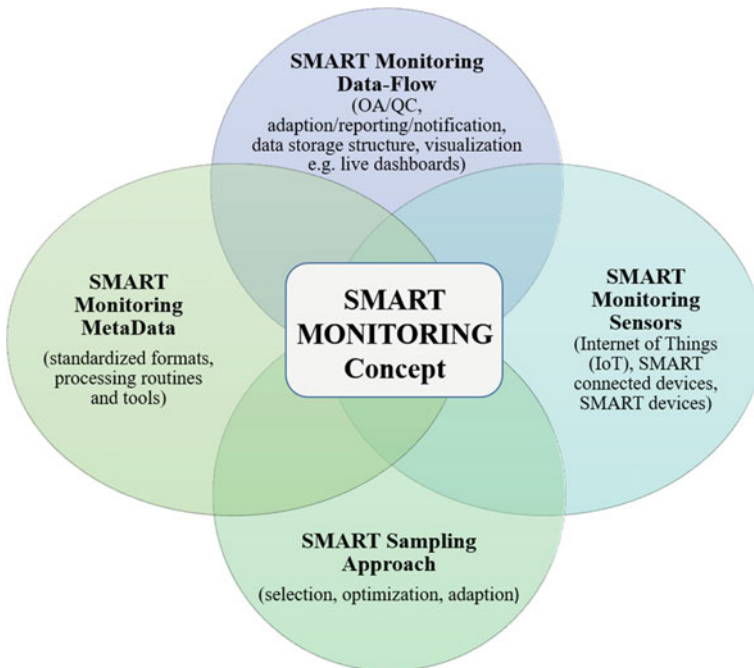 SMART Monitoring
Data-Flow
(OA/QC,
adaption/reporting/notification,
data storage structure, visualization
e.g. live dashboards)
SMART
Monitoring
MetaData
(standardized formats,
processing routines
and tools)
SMART
MONITORING
Concept
SMART
Monitoring
Sensors
(Internet of Things
(IoT), SMART
connected devices,
SMART devices)
SMART Sampling
Approach
(selection, optimization, adaption)